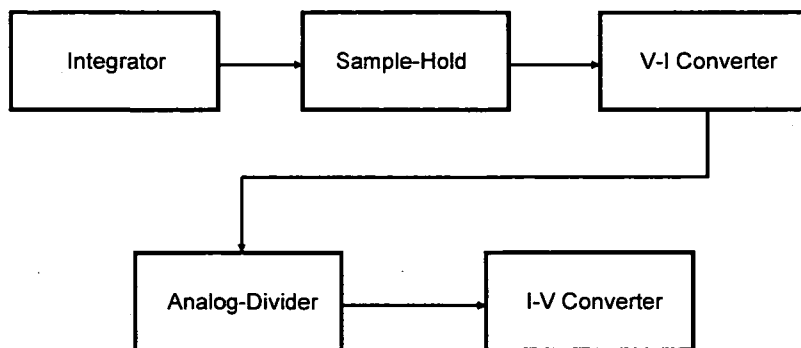 Integrator
Sample-Hold
V-I Converter
Analog-Divider
I-V Converter